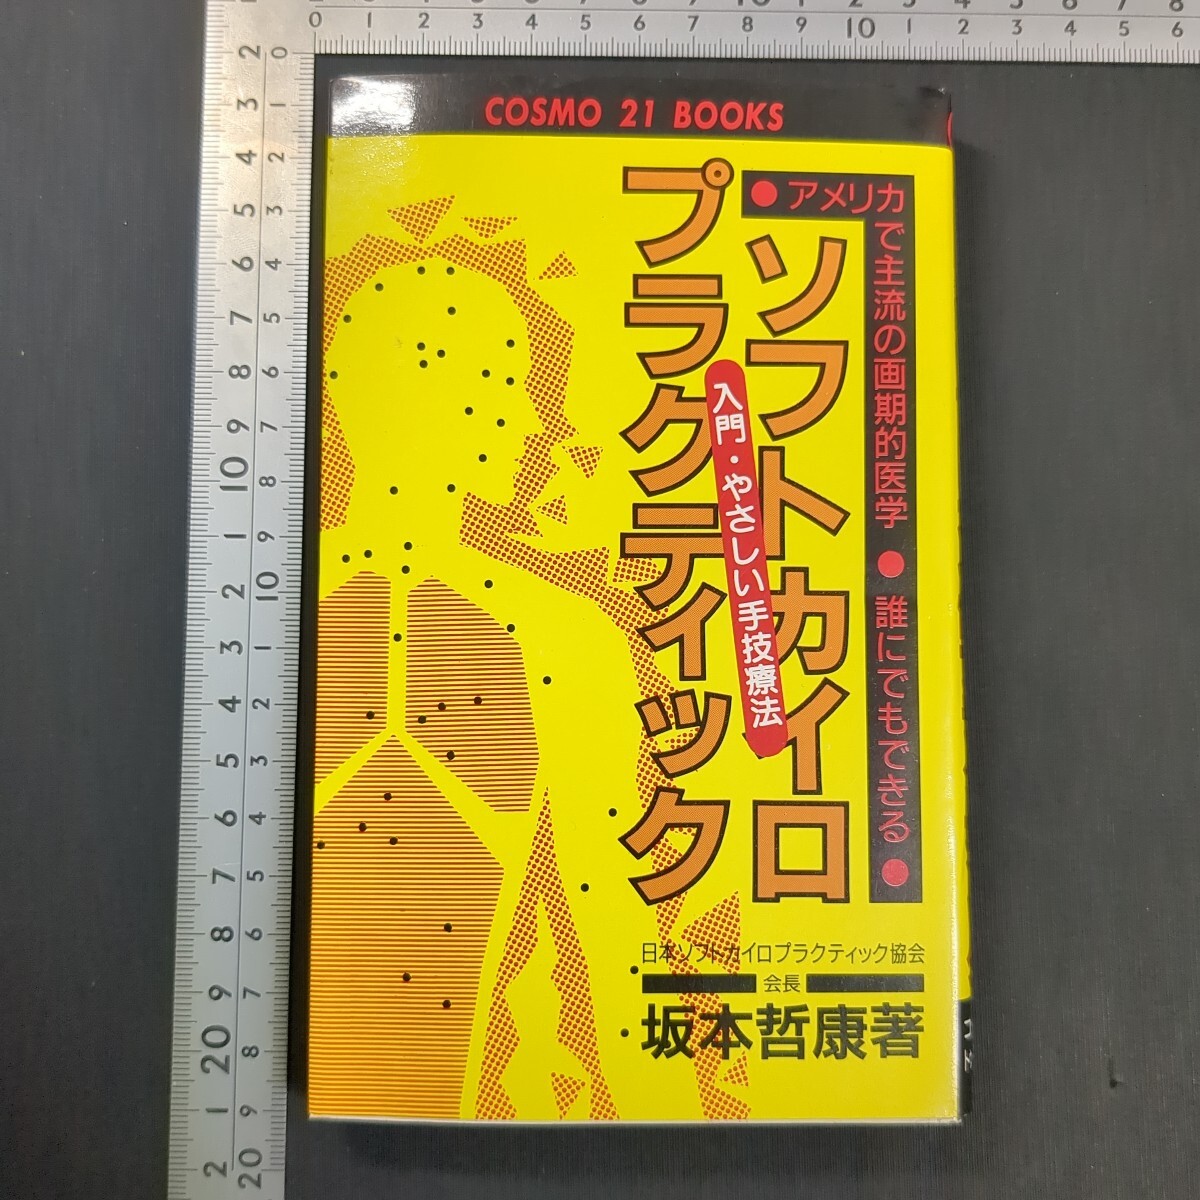 COSMO 21 BOOKS
●アメリカで主流の画期的医学●誰にでもできる●
ソフトカイロ
プラクティック
入門・やさしい手技療法
日本ソフトカイロプラクティック協会
会長
坂本哲康著